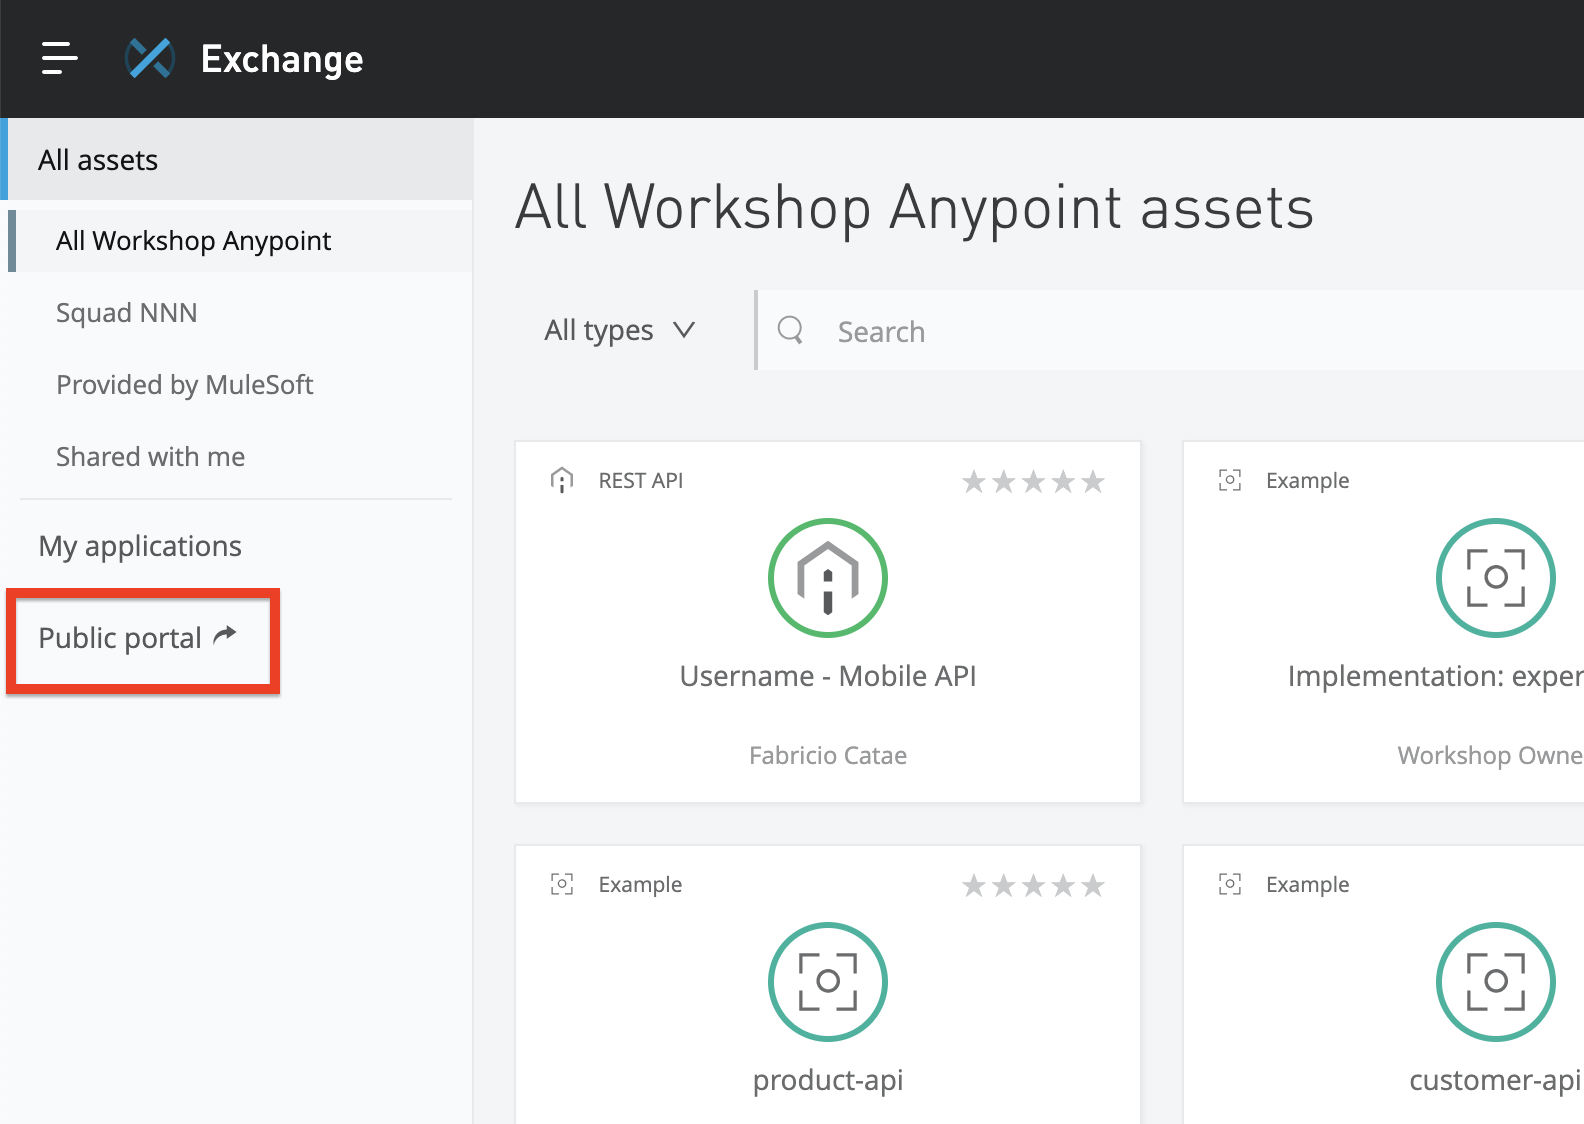 Exchange
All assets
All Workshop Anypoint
Squad NNN
Provided by MuleSoft
Shared with me
My applications
Public portal
All Workshop Anypoint assets
All types
Search
REST API
Username - Mobile API
Fabricio Catae
Example
Implementation: exper
Workshop Owne
Example
product-api
Example
customer-api